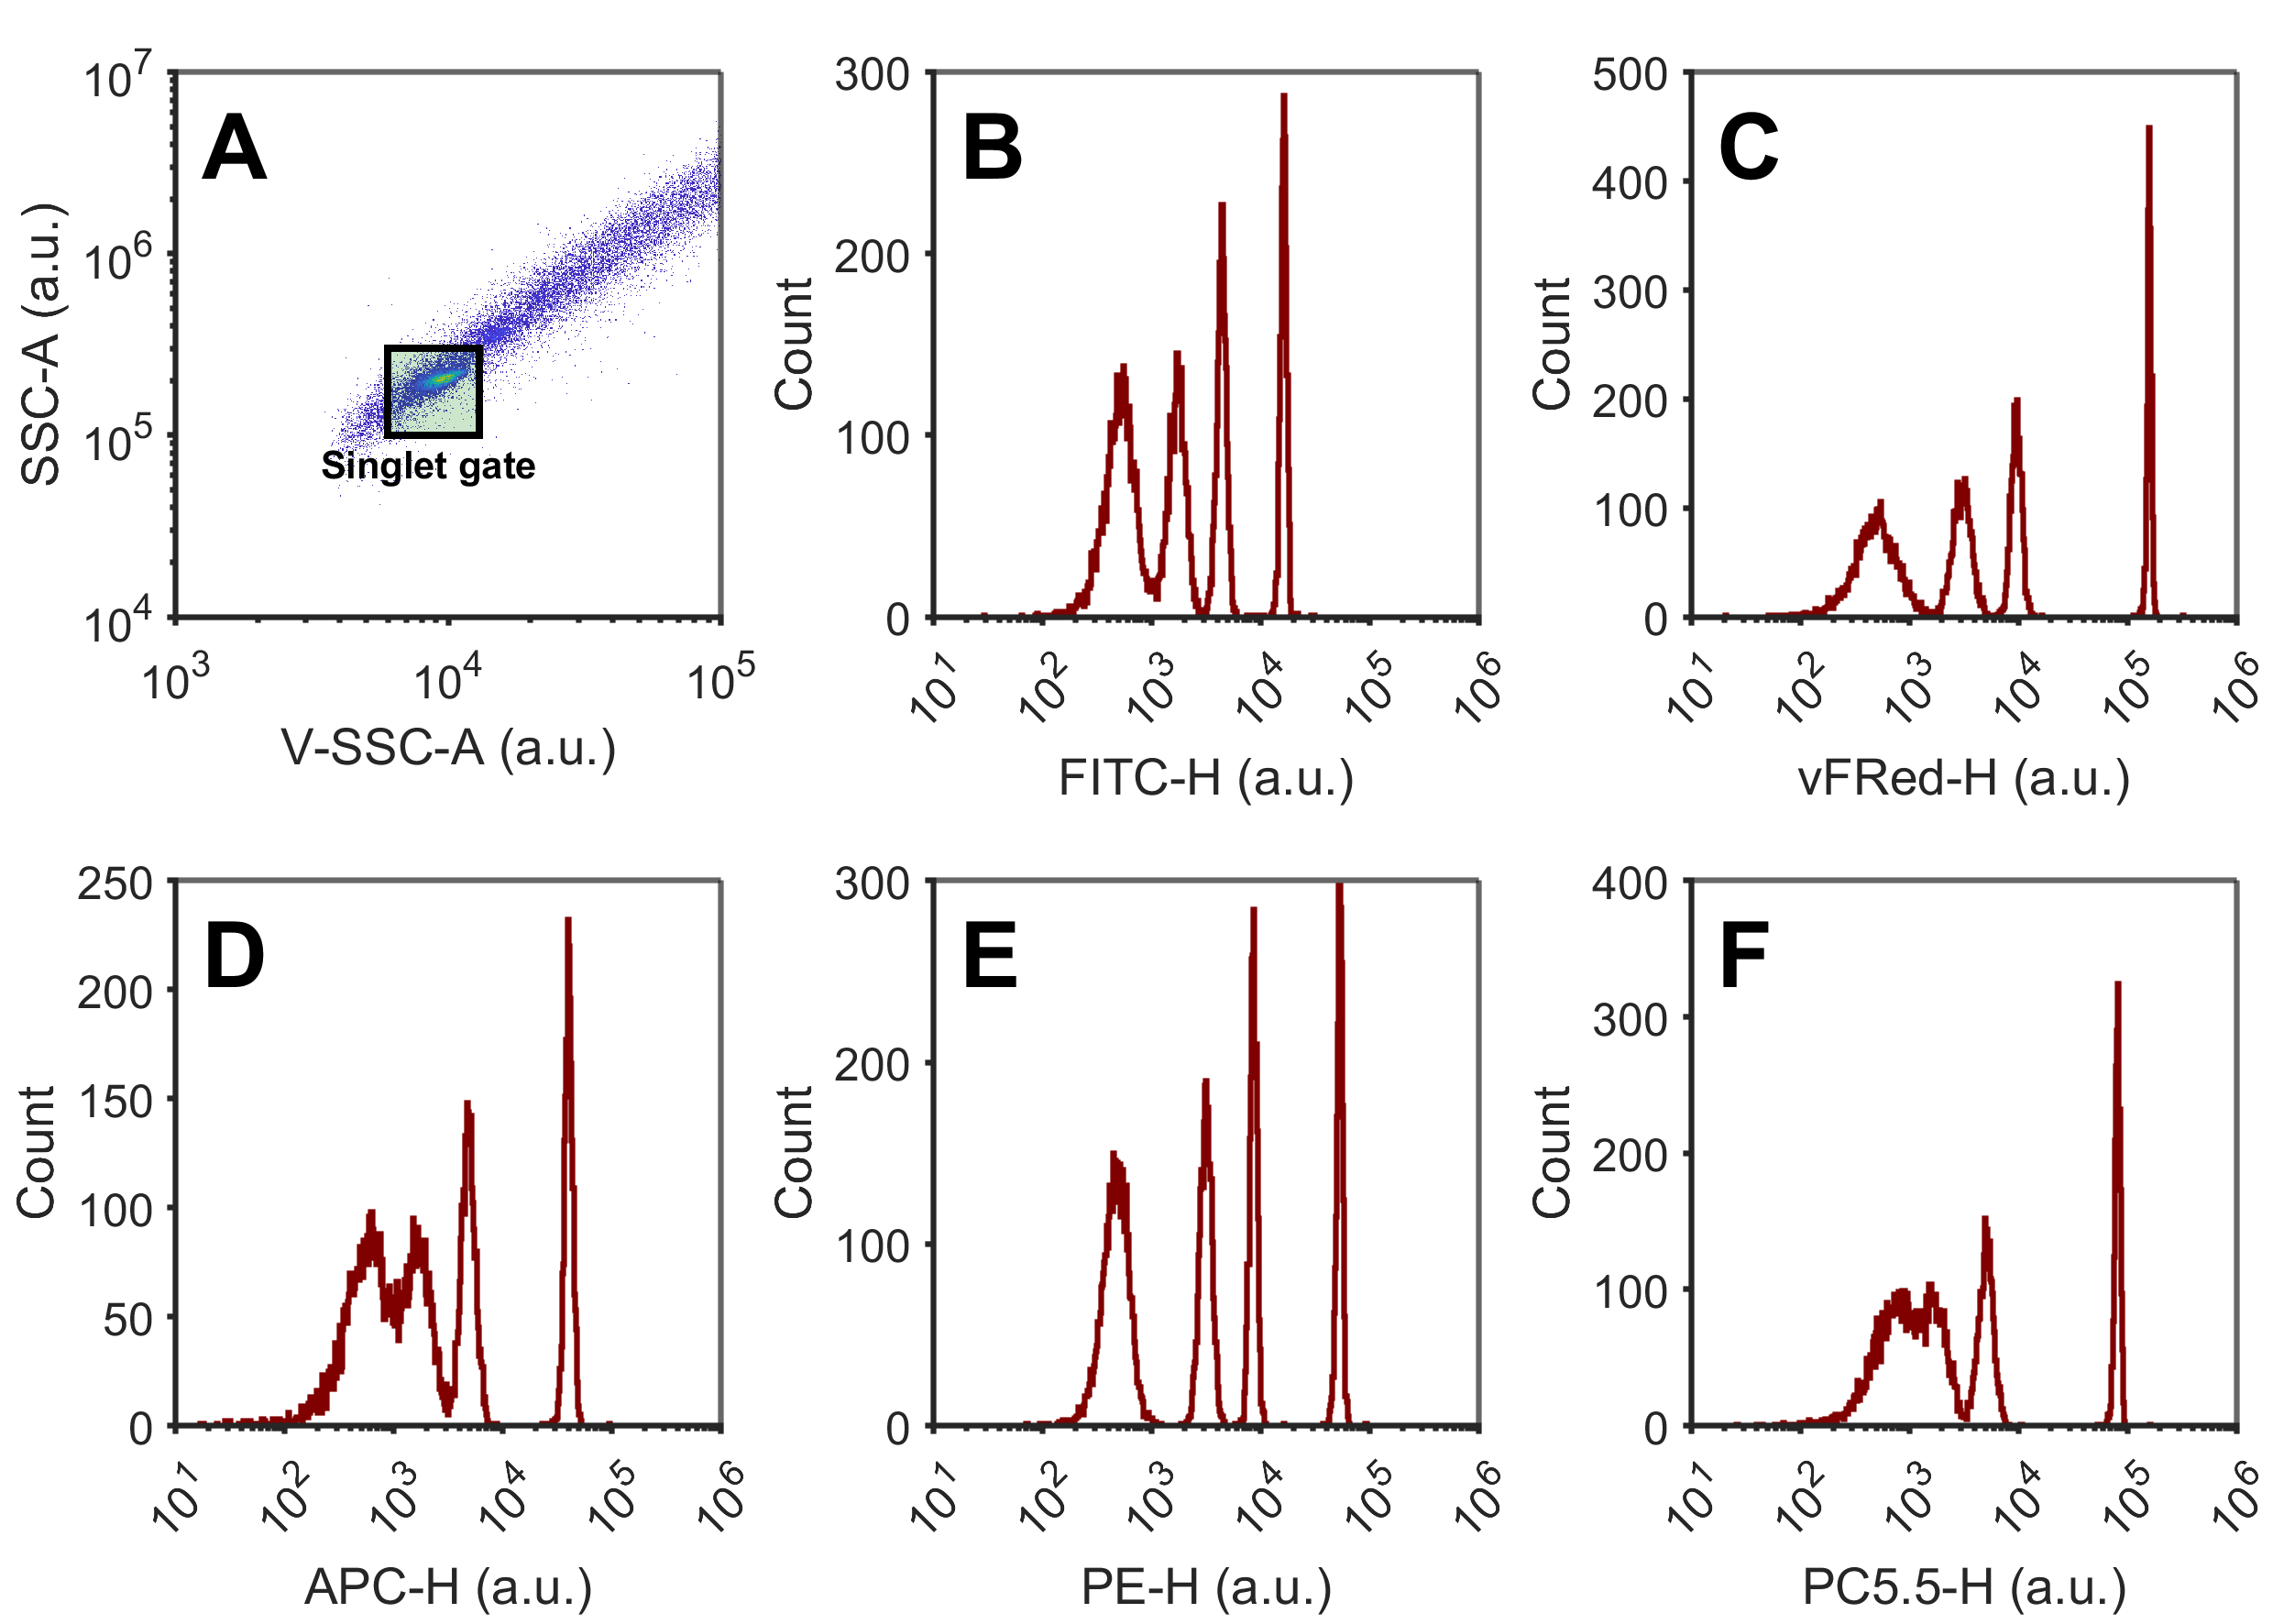 A
10^7
10^6
10^5
10^4
SSC-A (a.u.)
Singlet gate
10^3 10^4 10^5
V-SSC-A (a.u.)
B
300
200
100
0
Count
10^1 10^2 10^3 10^4 10^5 10^6
FITC-H (a.u.)
C
500
400
300
200
100
0
Count
10^1 10^2 10^3 10^4 10^5 10^6
vFRed-H (a.u.)
D
250
200
150
100
50
0
Count
10^1 10^2 10^3 10^4 10^5 10^6
APC-H (a.u.)
E
300
200
100
0
Count
10^1 10^2 10^3 10^4 10^5 10^6
PE-H (a.u.)
F
400
300
200
100
0
Count
10^1 10^2 10^3 10^4 10^5 10^6
PC5.5-H (a.u.)